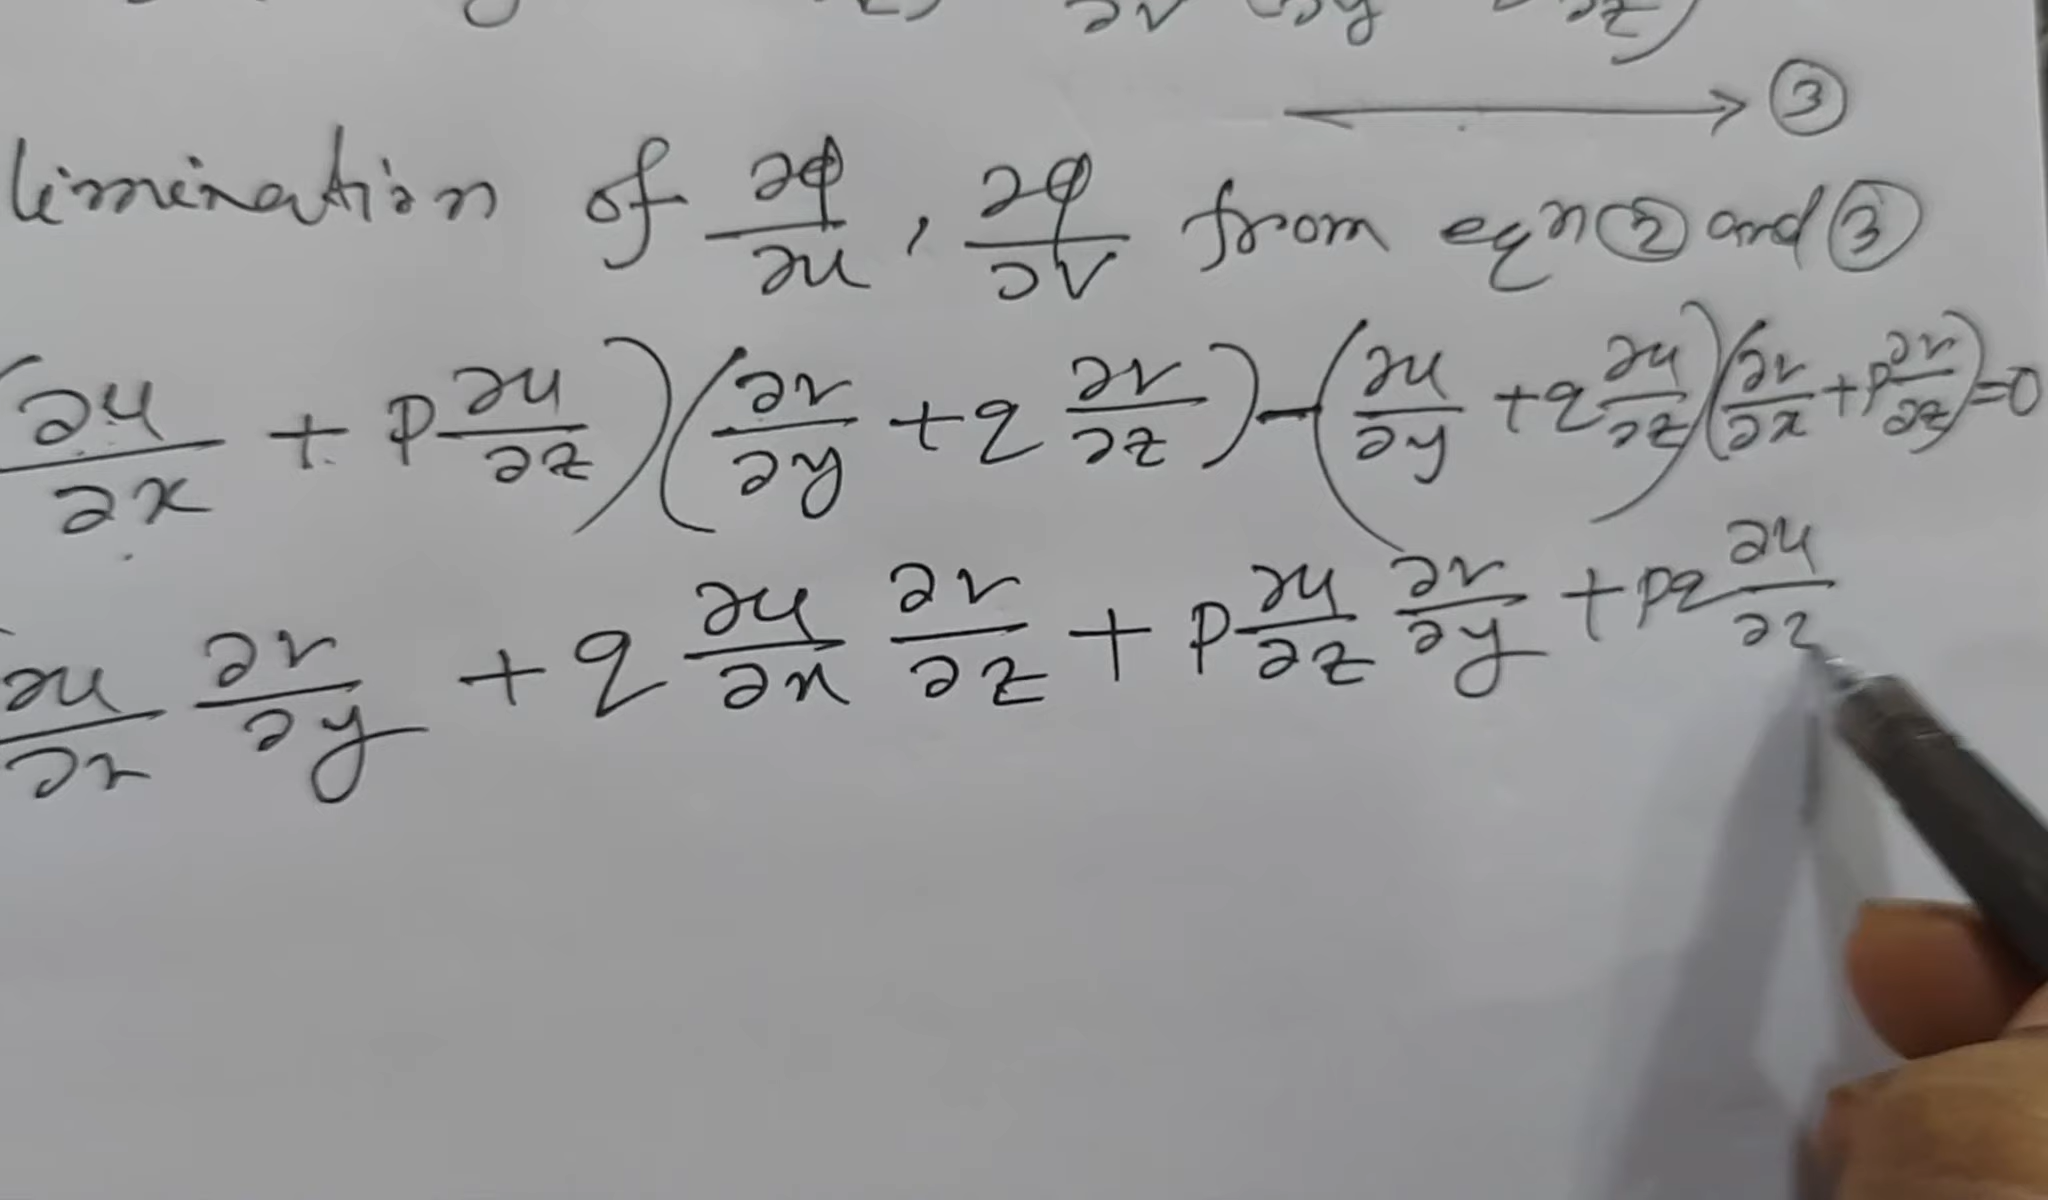 ③
limination of ∂φ/∂u, ∂φ/∂v from eqn ② and ③
∂u/∂x + p ∂u/∂z) (∂v/∂y + q ∂v/∂z) - (∂u/∂y + q ∂u/∂z) (∂v/∂x + p ∂v/∂z) = 0
∂u/∂x ∂v/∂y + q ∂u/∂x ∂v/∂z + p ∂u/∂z ∂v/∂y + pq ∂u/∂z